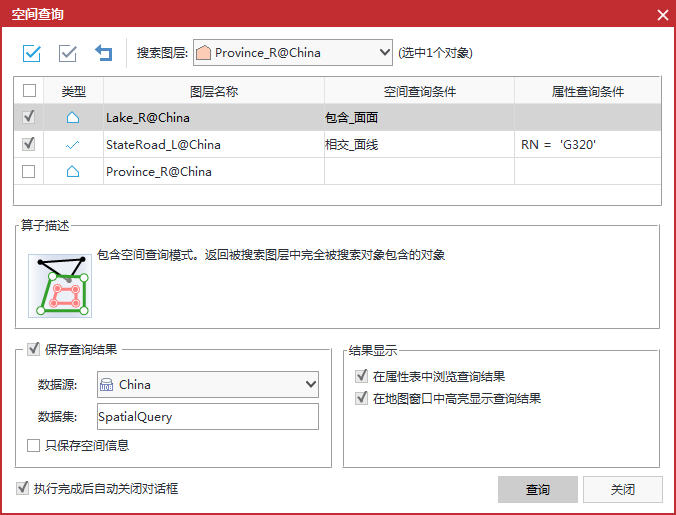 空间查询
搜索图层: Province_R@China (选中1个对象)
类型 图层名称 空间查询条件 属性查询条件
Lake_R@China 包含_面面
StateRoad_L@China 相交_面线 RN = 'G320'
Province_R@China
算子描述
包含空间查询模式。返回被搜索图层中完全被搜索对象包含的对象
保存查询结果
数据源: China
数据集: SpatialQuery
只保存空间信息
结果显示
在属性表中浏览查询结果
在地图窗口中高亮显示查询结果
执行完成后自动关闭对话框
查询 关闭